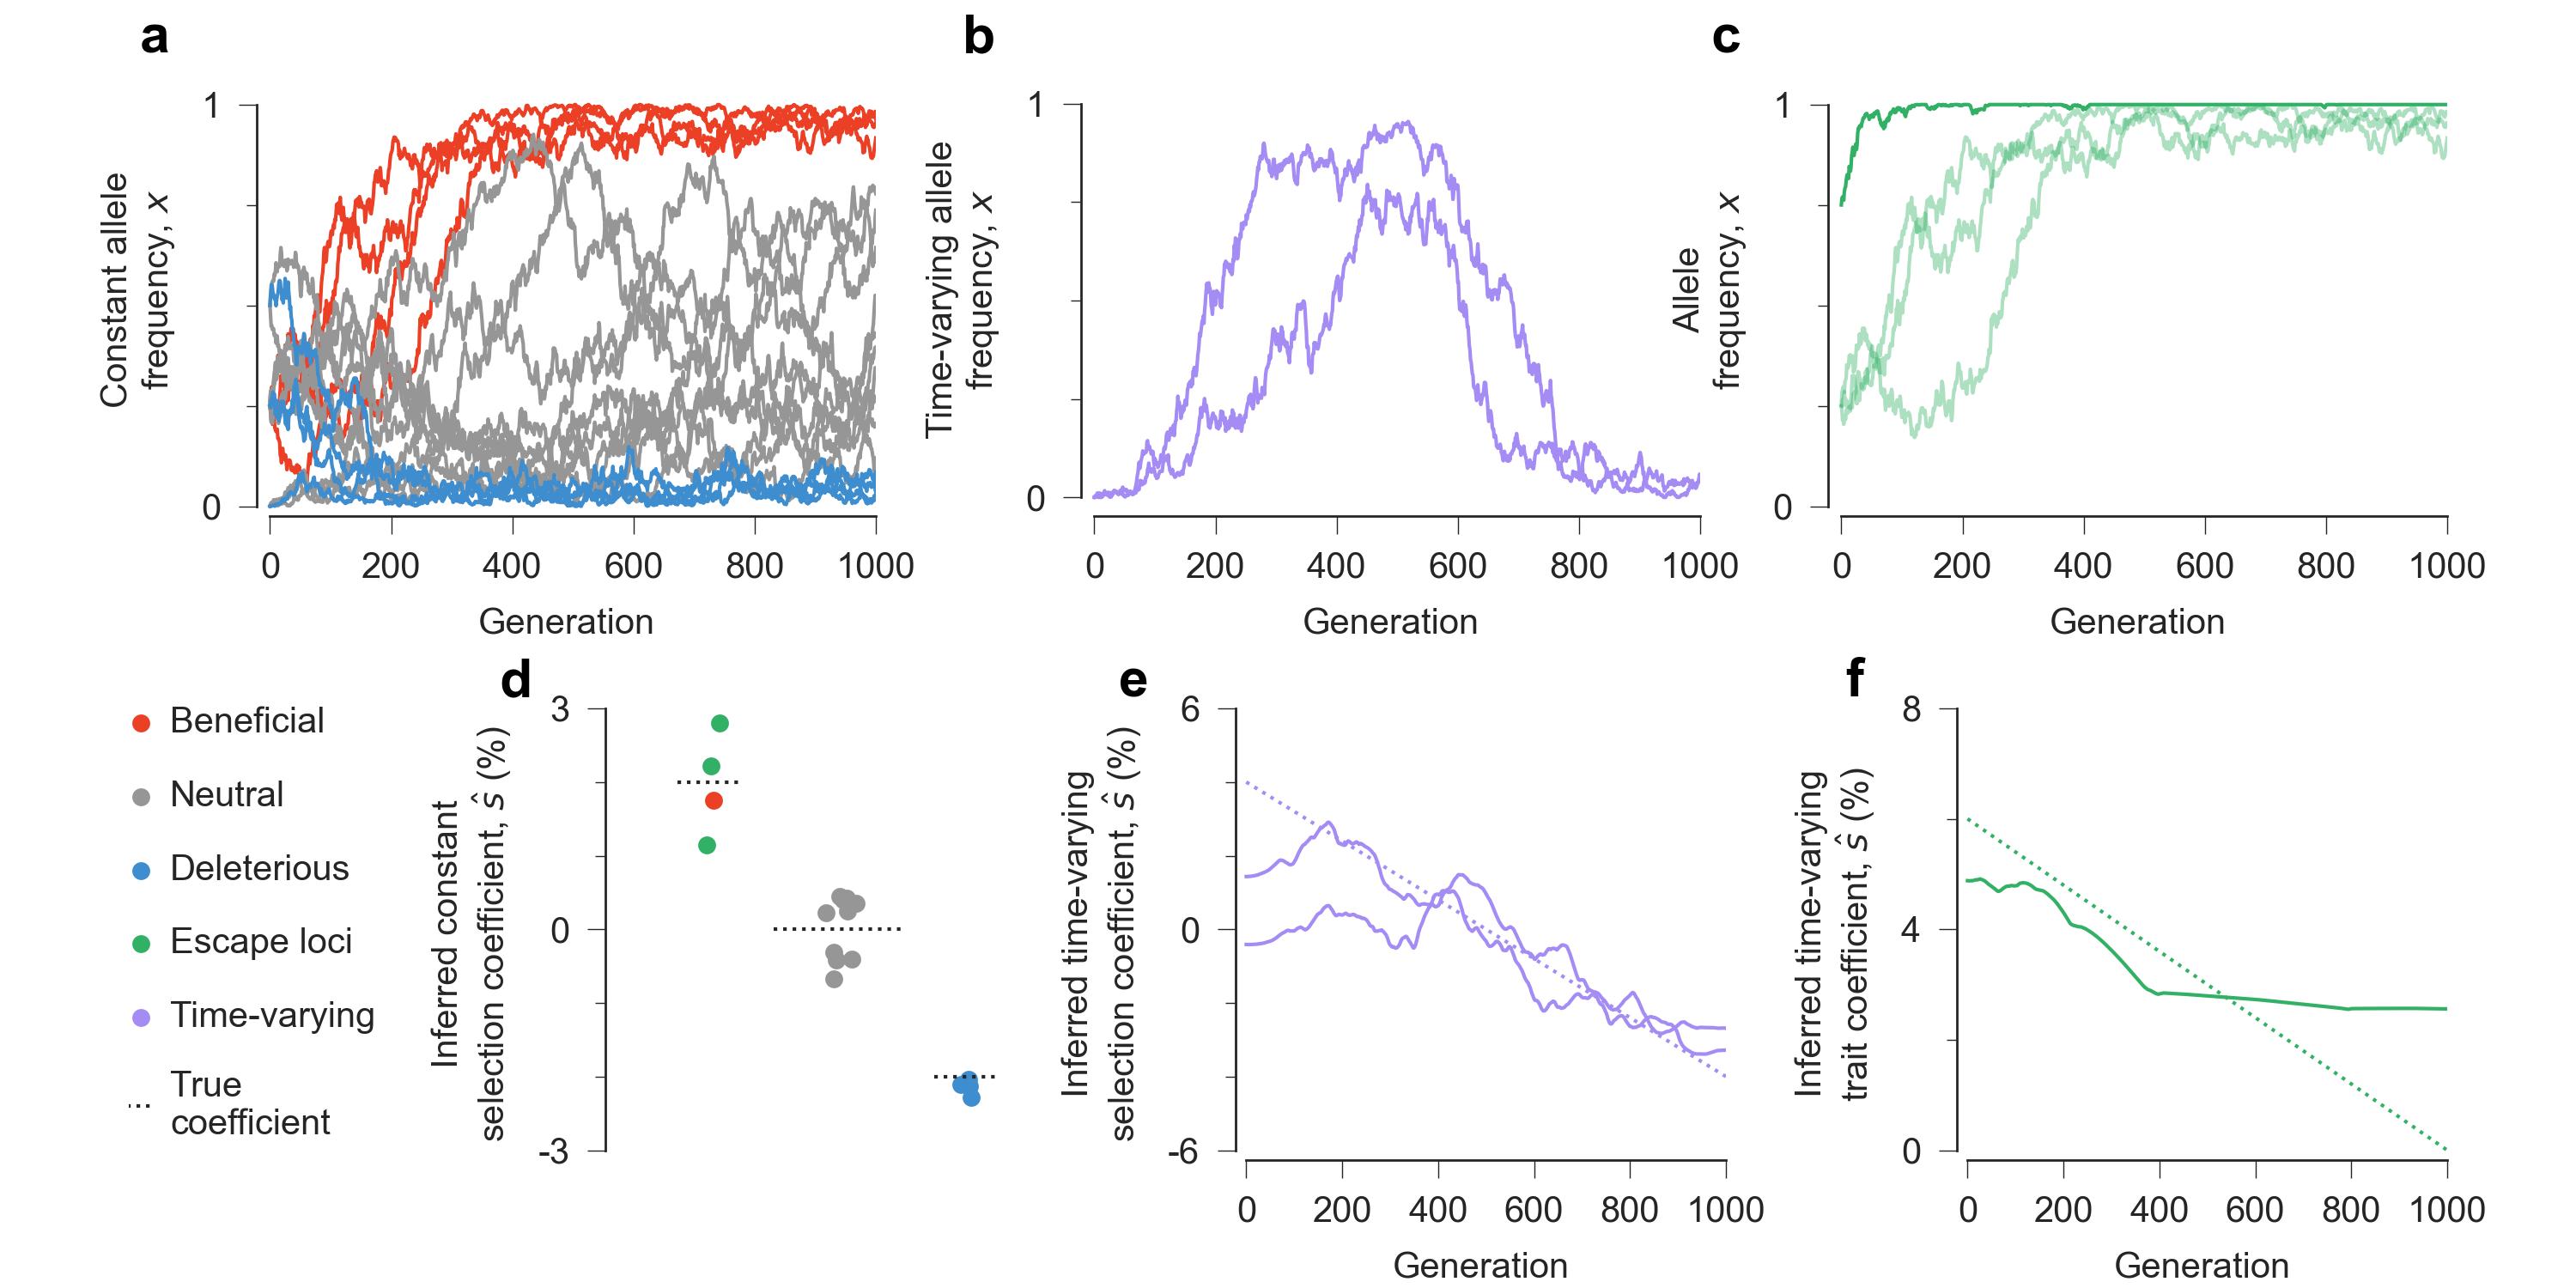 a
1
0
Constant allele
frequency, x
0 200 400 600 800 1000
Generation
b
1
0
Time-varying allele
frequency, x
0 200 400 600 800 1000
Generation
c
1
0
Allele
frequency, x
0 200 400 600 800 1000
Generation
Beneficial
Neutral
Deleterious
Escape loci
Time-varying
True
coefficient
d
3
0
-3
Inferred constant
selection coefficient, ŝ (%)
e
6
0
-6
Inferred time-varying
selection coefficient, ŝ (%)
0 200 400 600 800 1000
Generation
f
8
4
0
Inferred time-varying
trait coefficient, ŝ (%)
0 200 400 600 800 1000
Generation